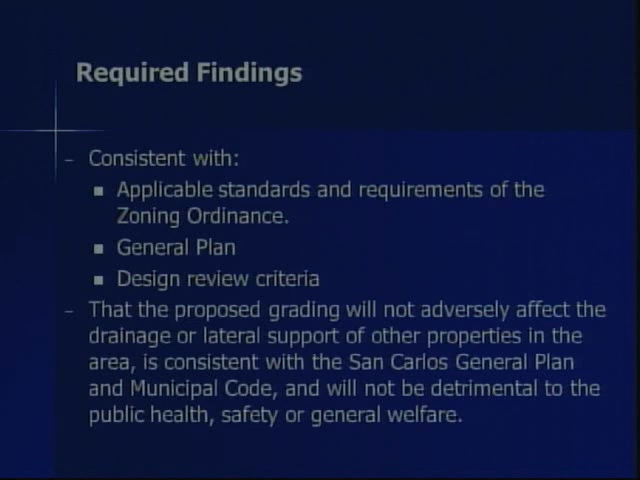 Required Findings
– Consistent with:
■ Applicable standards and requirements of the
Zoning Ordinance.
■ General Plan
■ Design review criteria
– That the proposed grading will not adversely affect the
drainage or lateral support of other properties in the
area, is consistent with the San Carlos General Plan
and Municipal Code, and will not be detrimental to the
public health, safety or general welfare.